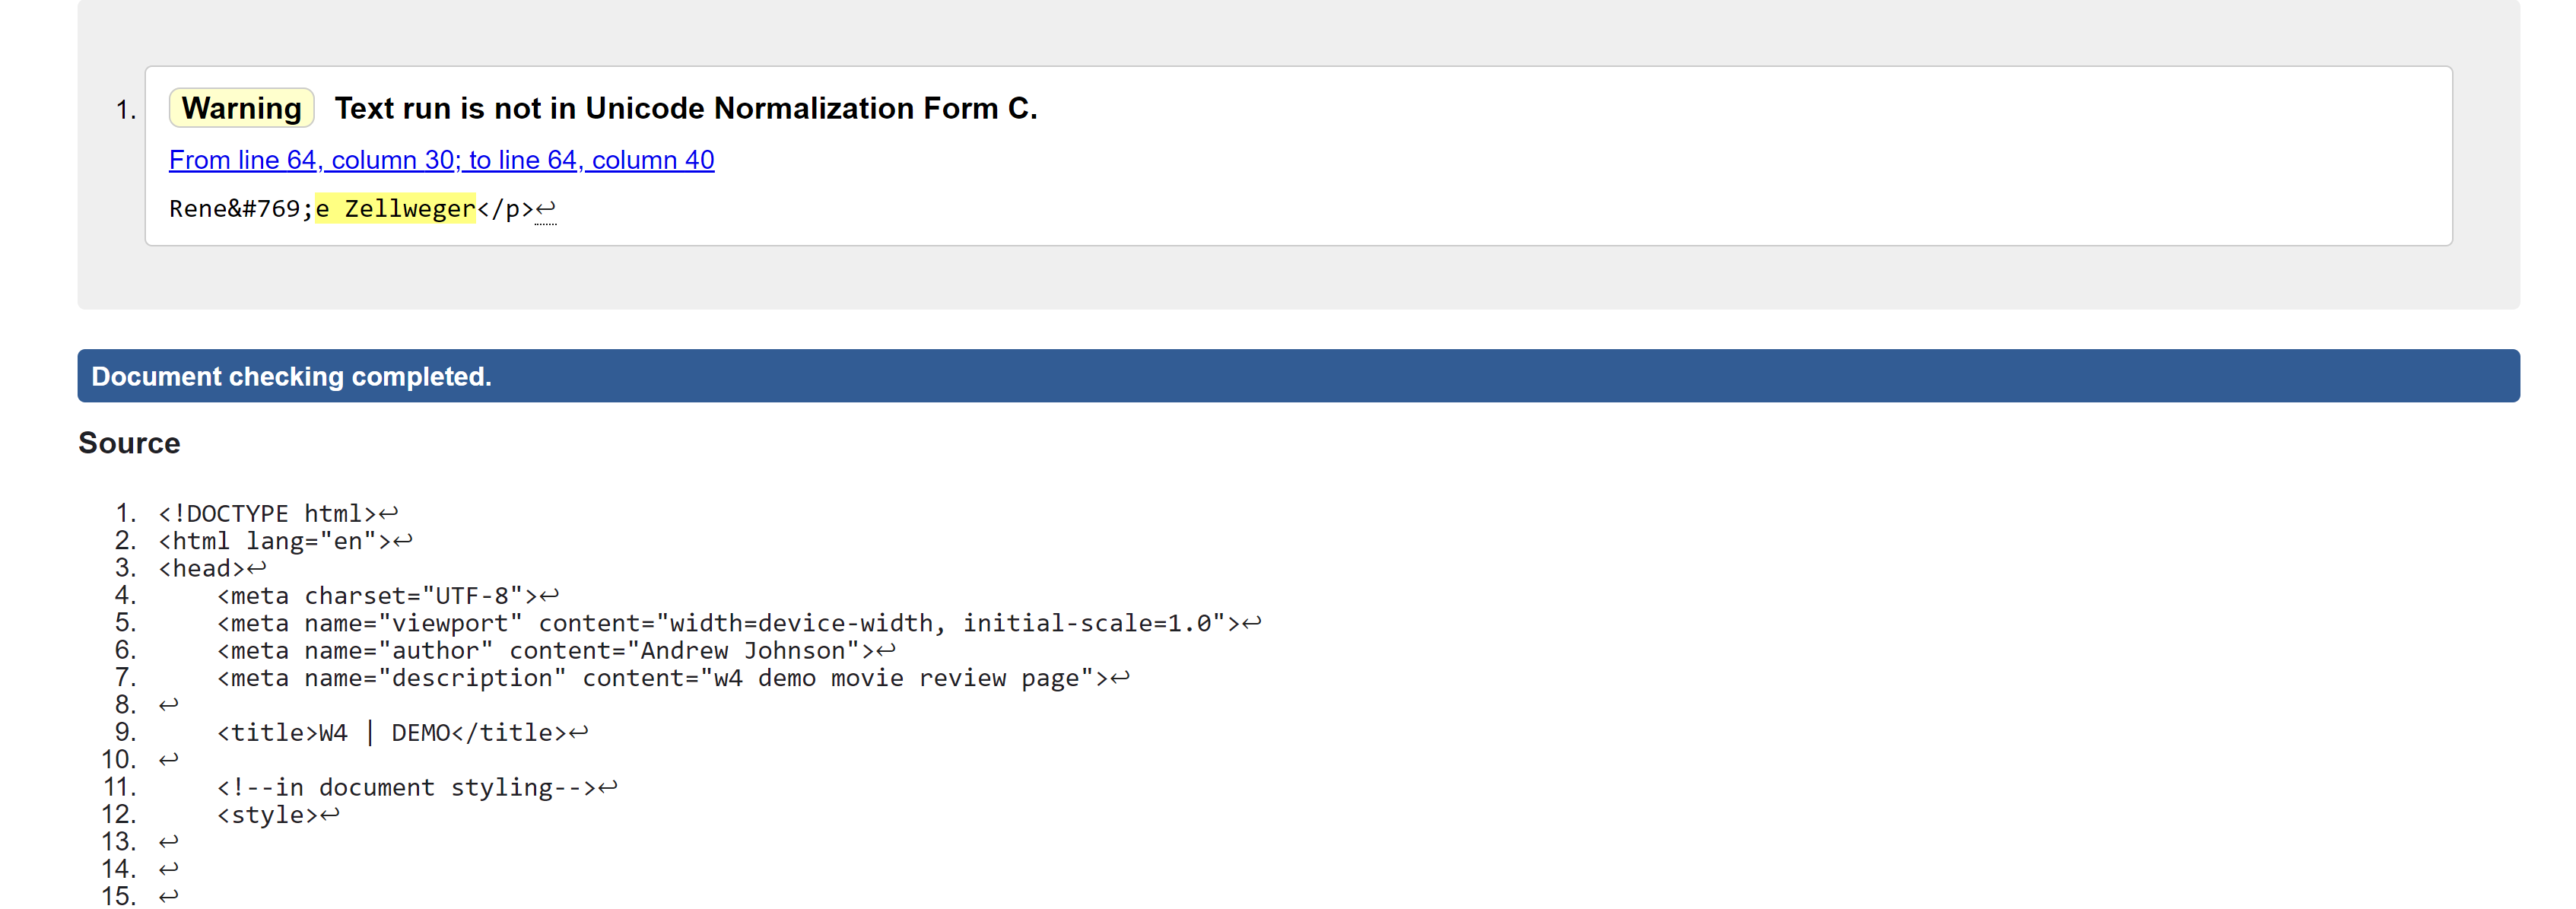 1. Warning Text run is not in Unicode Normalization Form C.
From line 64, column 30; to line 64, column 40
Rene&#769;e Zellweger</p>↩
Document checking completed.
Source
1. <!DOCTYPE html>↩
2. <html lang="en">↩
3. <head>↩
4.     <meta charset="UTF-8">↩
5.     <meta name="viewport" content="width=device-width, initial-scale=1.0">↩
6.     <meta name="author" content="Andrew Johnson">↩
7.     <meta name="description" content="w4 demo movie review page">↩
8. ↩
9.     <title>W4 | DEMO</title>↩
10. ↩
11.     <!--in document styling-->↩
12.     <style>↩
13. ↩
14. ↩
15. ↩